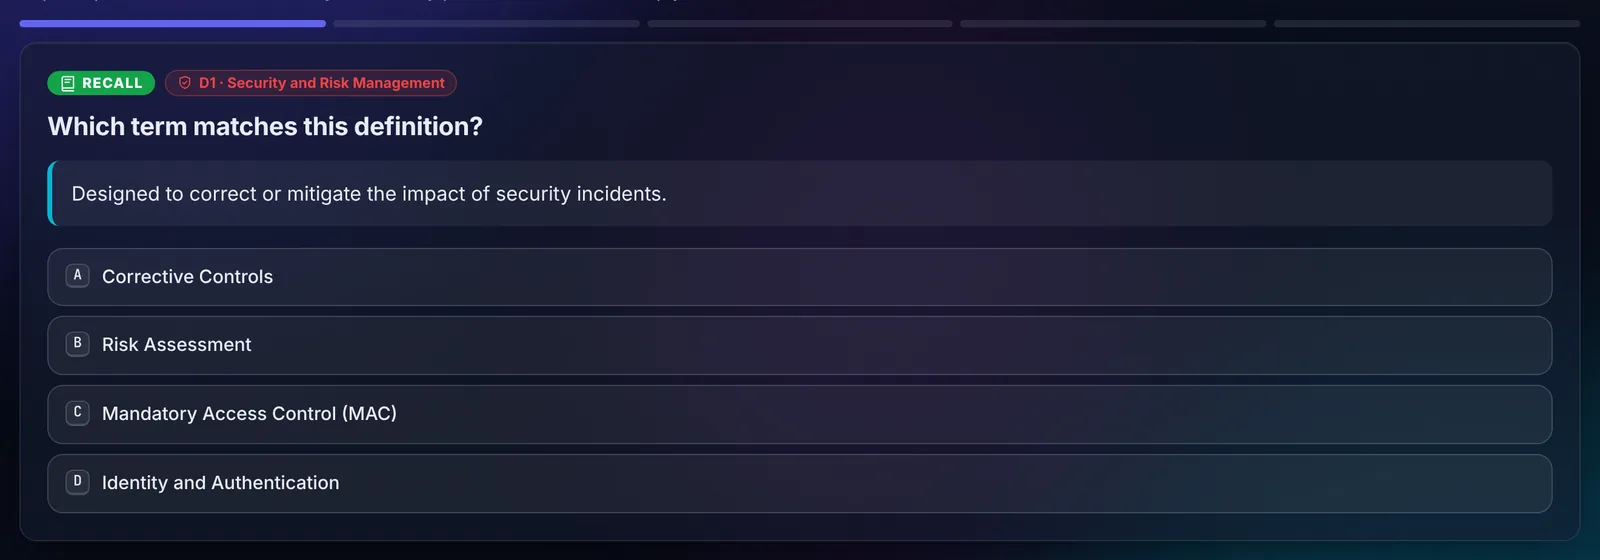 RECALL
D1 · Security and Risk Management
Which term matches this definition?
Designed to correct or mitigate the impact of security incidents.
A Corrective Controls
B Risk Assessment
C Mandatory Access Control (MAC)
D Identity and Authentication